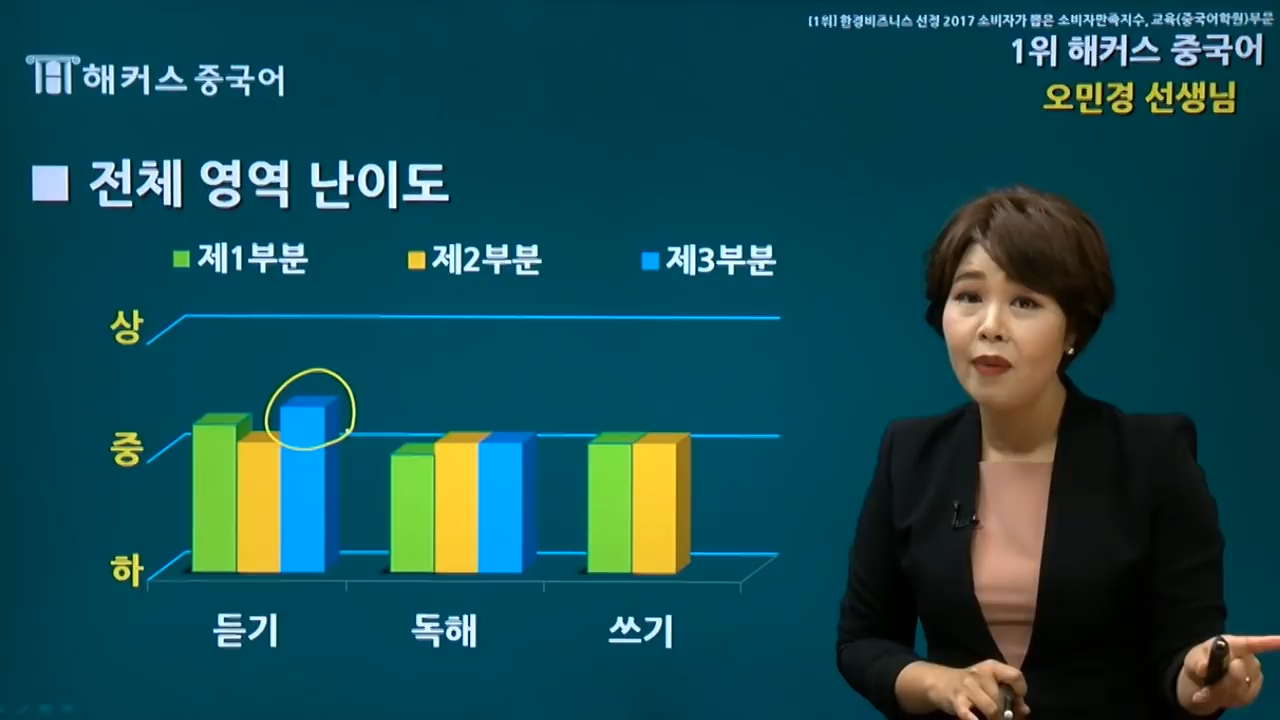 [1위] 한경비즈니스 선정 2017 소비자가 뽑은 소비자만족지수, 교육(중국어학원)부문
1위 해커스 중국어
오민경 선생님
해커스 중국어
전체 영역 난이도
제1부분 제2부분 제3부분
상
중
하
듣기 독해 쓰기